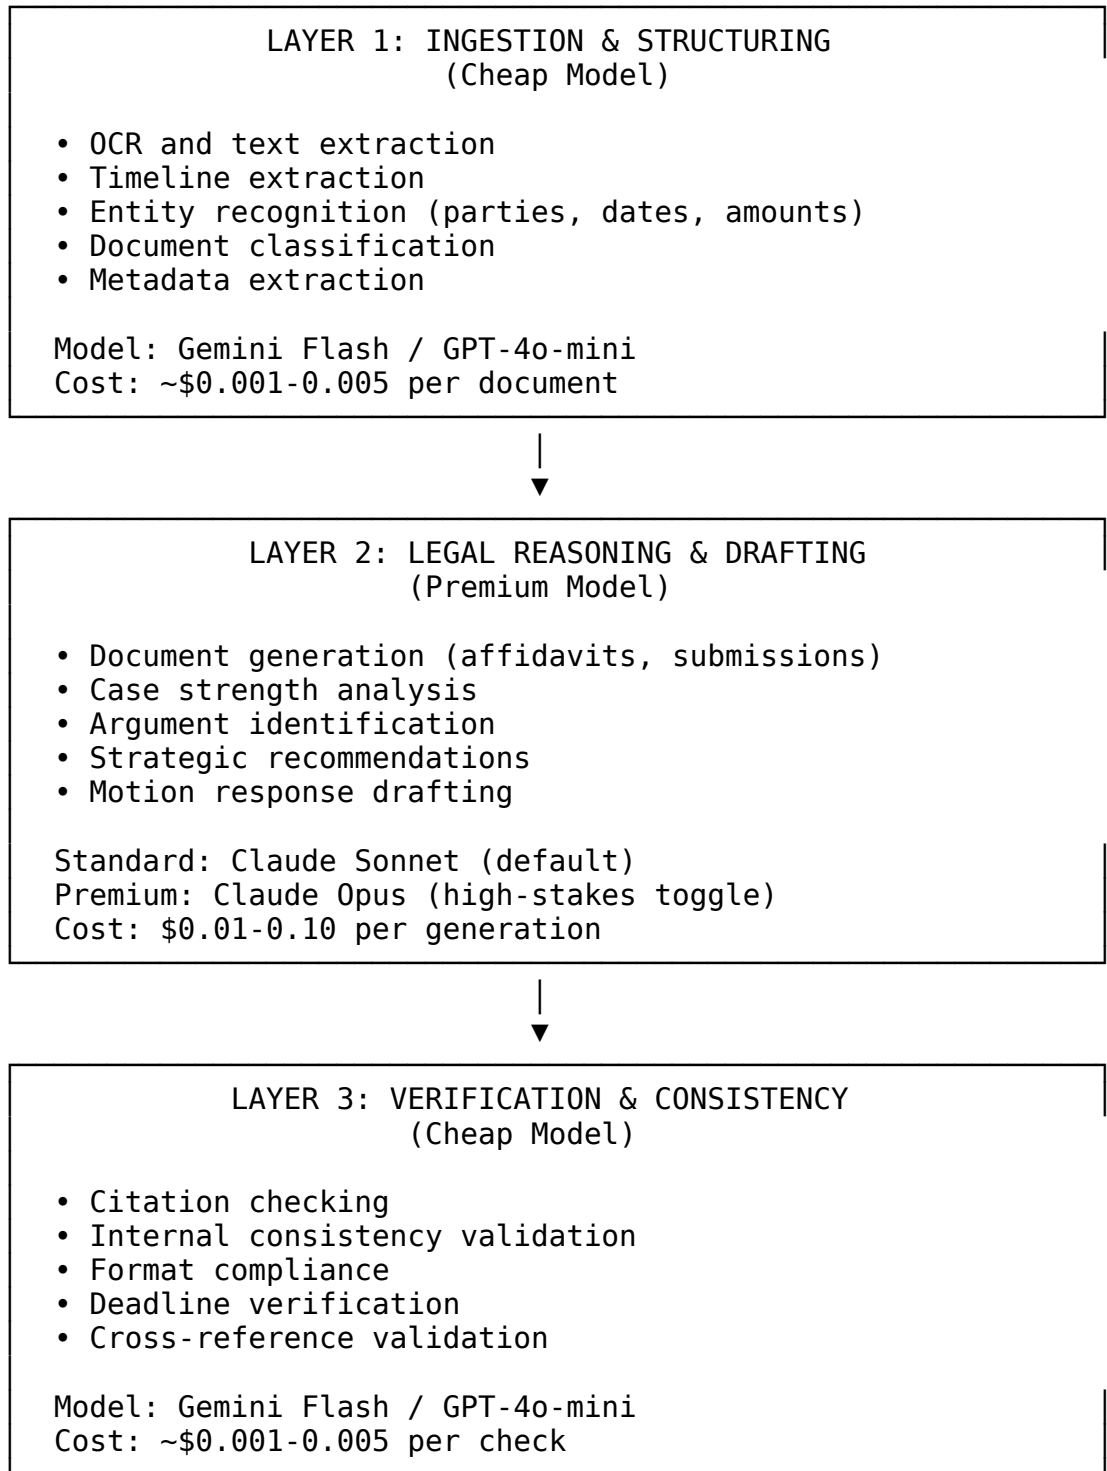 LAYER 1: INGESTION & STRUCTURING
(Cheap Model)
• OCR and text extraction
• Timeline extraction
• Entity recognition (parties, dates, amounts)
• Document classification
• Metadata extraction
Model: Gemini Flash / GPT-4o-mini
Cost: ~$0.001-0.005 per document
LAYER 2: LEGAL REASONING & DRAFTING
(Premium Model)
• Document generation (affidavits, submissions)
• Case strength analysis
• Argument identification
• Strategic recommendations
• Motion response drafting
Standard: Claude Sonnet (default)
Premium: Claude Opus (high-stakes toggle)
Cost: $0.01-0.10 per generation
LAYER 3: VERIFICATION & CONSISTENCY
(Cheap Model)
• Citation checking
• Internal consistency validation
• Format compliance
• Deadline verification
• Cross-reference validation
Model: Gemini Flash / GPT-4o-mini
Cost: ~$0.001-0.005 per check